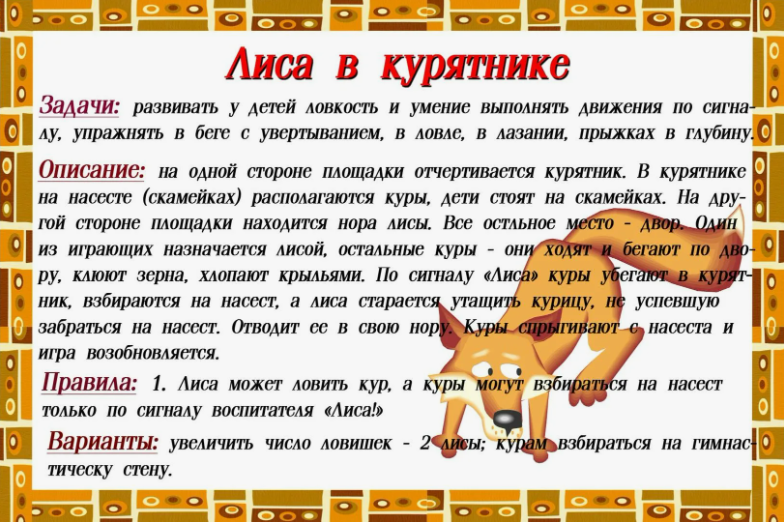 Лиса в курятнике
Задачи: развивать у детей ловкость и умение выполнять движения по сигна-
лу, упражнять в беге с увертыванием, в ловле, в лазании, прыжках в глубину.
Описание: на одной стороне площадки отчертивается курятник. В курятнике
на насесте (скамейках) располагаются куры, дети стоят на скамейках. На дру-
гой стороне площадки находится нора лисы. Все остльное место - двор. Один
из играющих назначается лисой, остальные куры - они ходят и бегают по дво-
ру, клюют зерна, хлопают крыльями. По сигналу «Лиса» куры убегают в курят-
ник, взбираются на насест, а лиса старается утащить курицу, не успевшую
забраться на насест. Отводит ее в свою нору. Куры спрыгивают с насеста и
игра возобновляется.
Правила: 1. Лиса может ловить кур, а куры могут взбираться на насест
только по сигналу воспитателя «Лиса!»
Варианты: увеличить число ловишек - 2 лисы; курам взбираться на гимнас-
тическу стену.